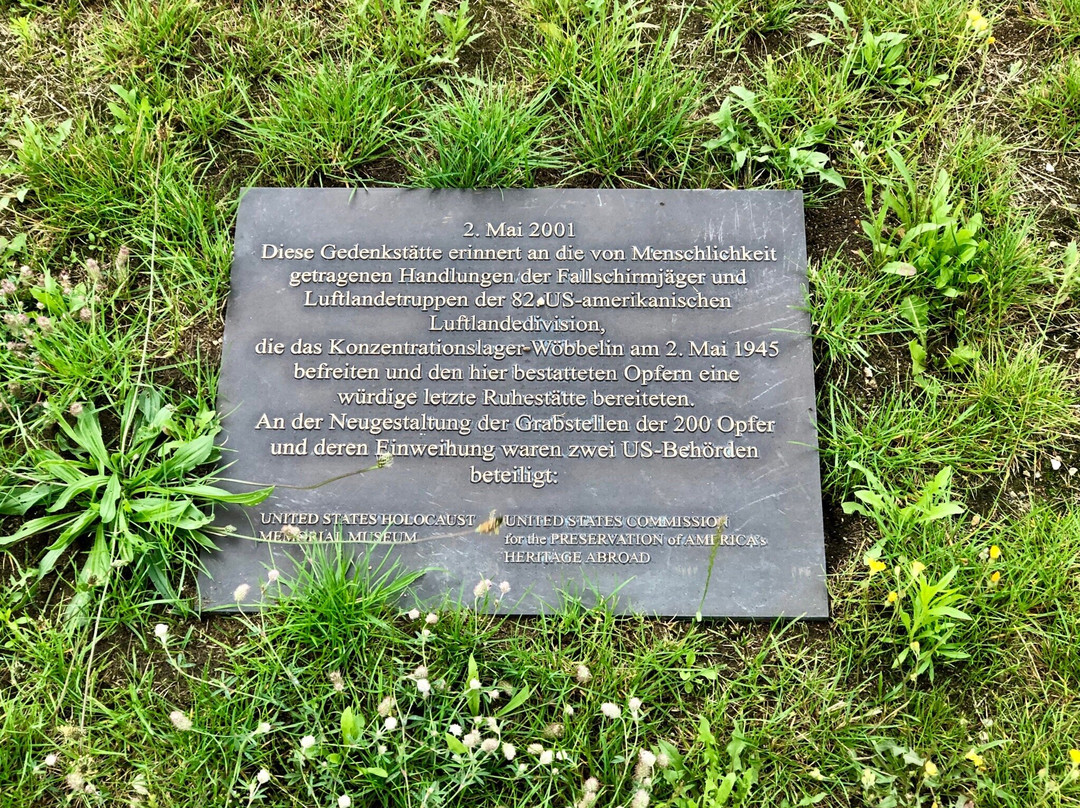 2. Mai 2001
Diese Gedenkstätte erinnert an die von Menschlichkeit
getragenen Handlungen der Fallschirmjäger und
Luftlandetruppen der 82. US-amerikanischen
Luftlandedivision,
die das Konzentrationslager Wöbbelin am 2. Mai 1945
befreiten und den hier bestatteten Opfern eine
würdige letzte Ruhestätte bereiteten.
An der Neugestaltung der Grabstellen der 200 Opfer
und deren Einweihung waren zwei US-Behörden
beteiligt:
UNITED STATES HOLOCAUST
MEMORIAL MUSEUM
UNITED STATES COMMISSION
for the PRESERVATION of AMERICA's
HERITAGE ABROAD